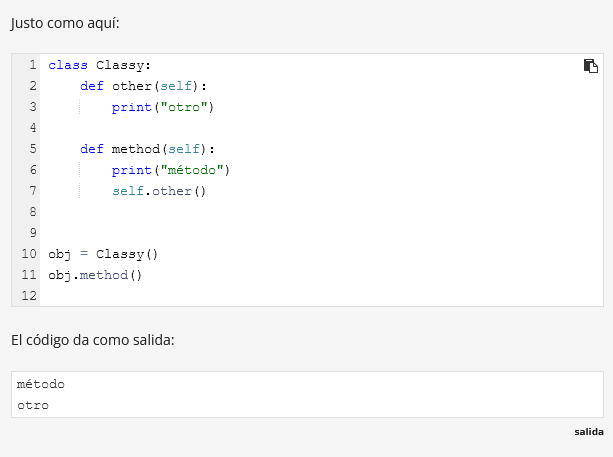 Justo como aquí:
1 class Classy:
2     def other(self):
3         print("otro")
4
5     def method(self):
6         print("método")
7         self.other()
8
9
10 obj = Classy()
11 obj.method()
12
El código da como salida:
método
otro
salida